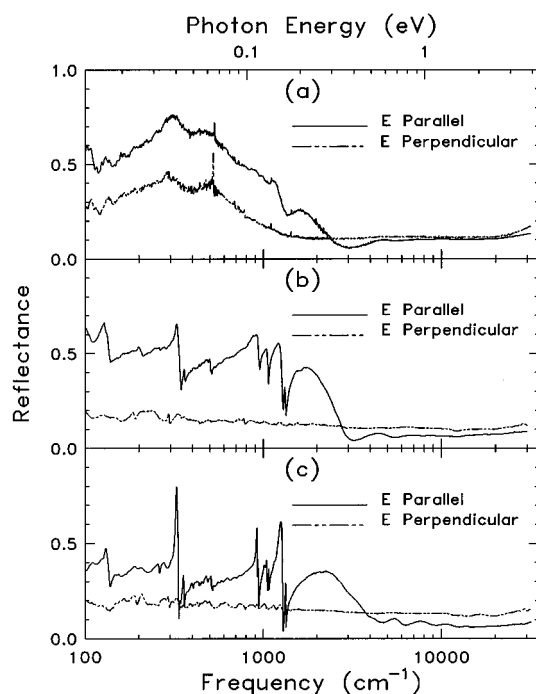 Photon Energy (eV)
0.1 1
1.0
(a)
E Parallel
E Perpendicular
0.5
0.0
(b)
E Parallel
E Perpendicular
0.5
Reflectance
0.0
(c)
E Parallel
E Perpendicular
0.5
0.0
100 1000 10000
Frequency (cm⁻¹)